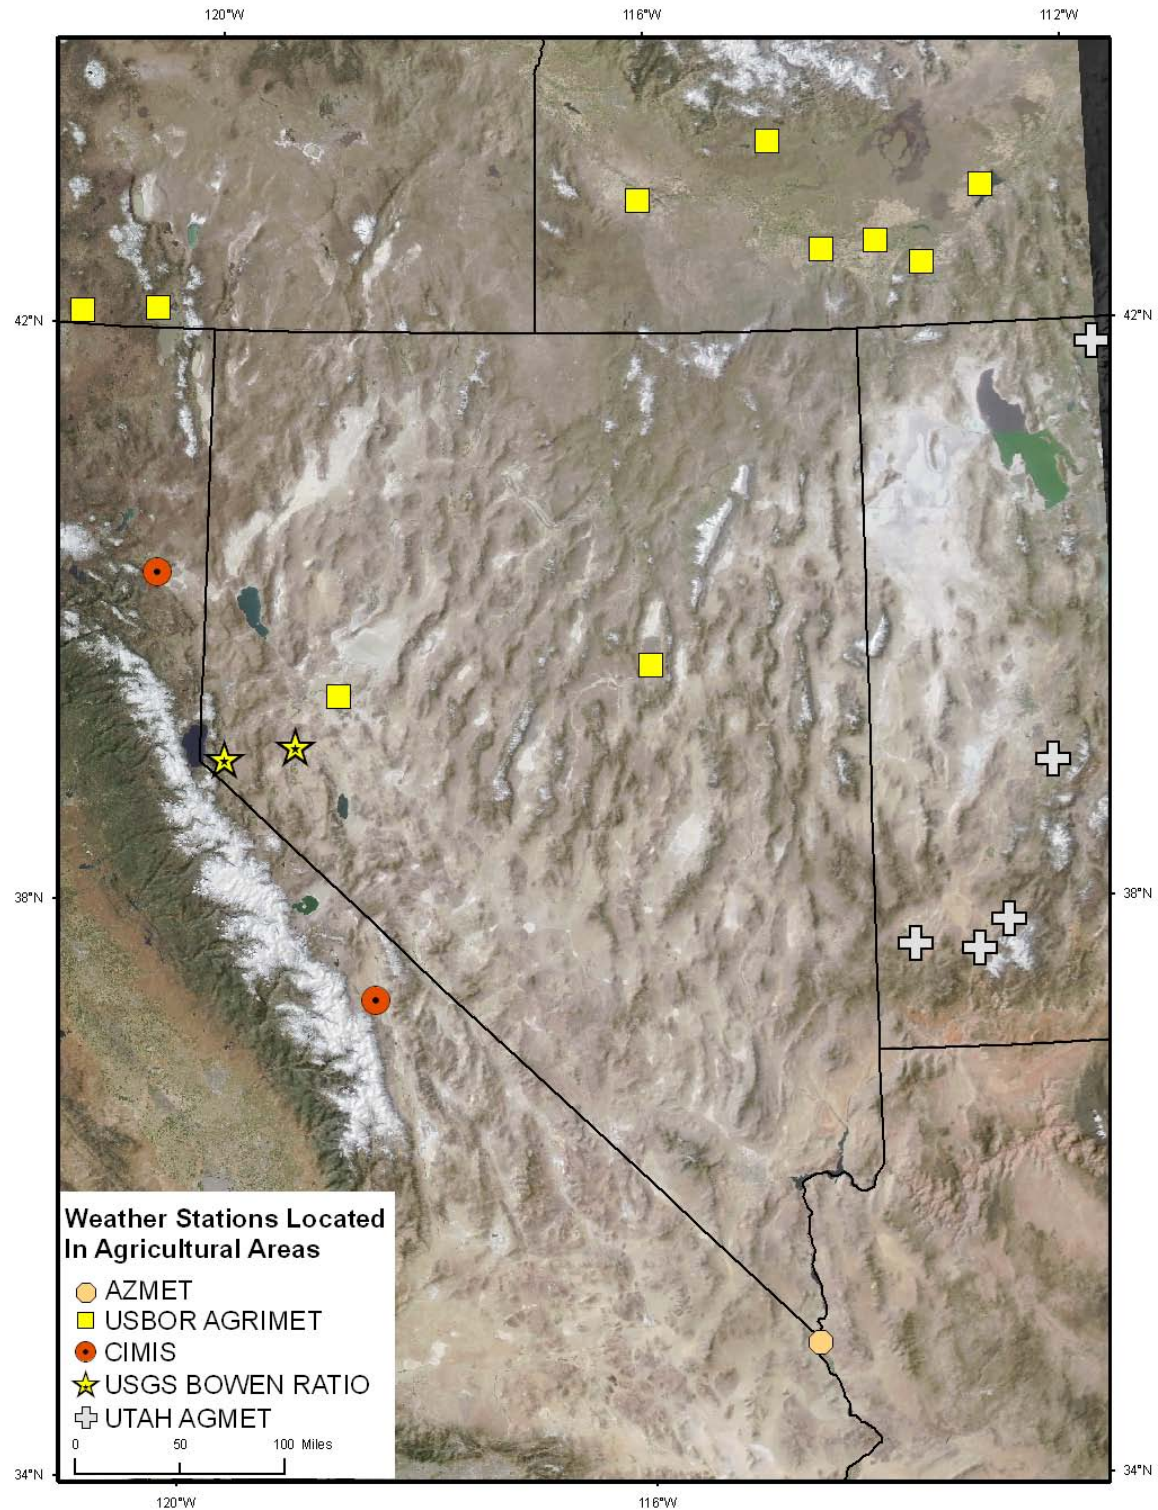 120°W 116°W 112°W
42°N 42°N
38°N 38°N
Weather Stations Located
In Agricultural Areas
AZMET
USBOR AGRIMET
CIMIS
USGS BOWEN RATIO
UTAH AGMET
0 50 100 Miles
34°N 34°N
120°W 116°W